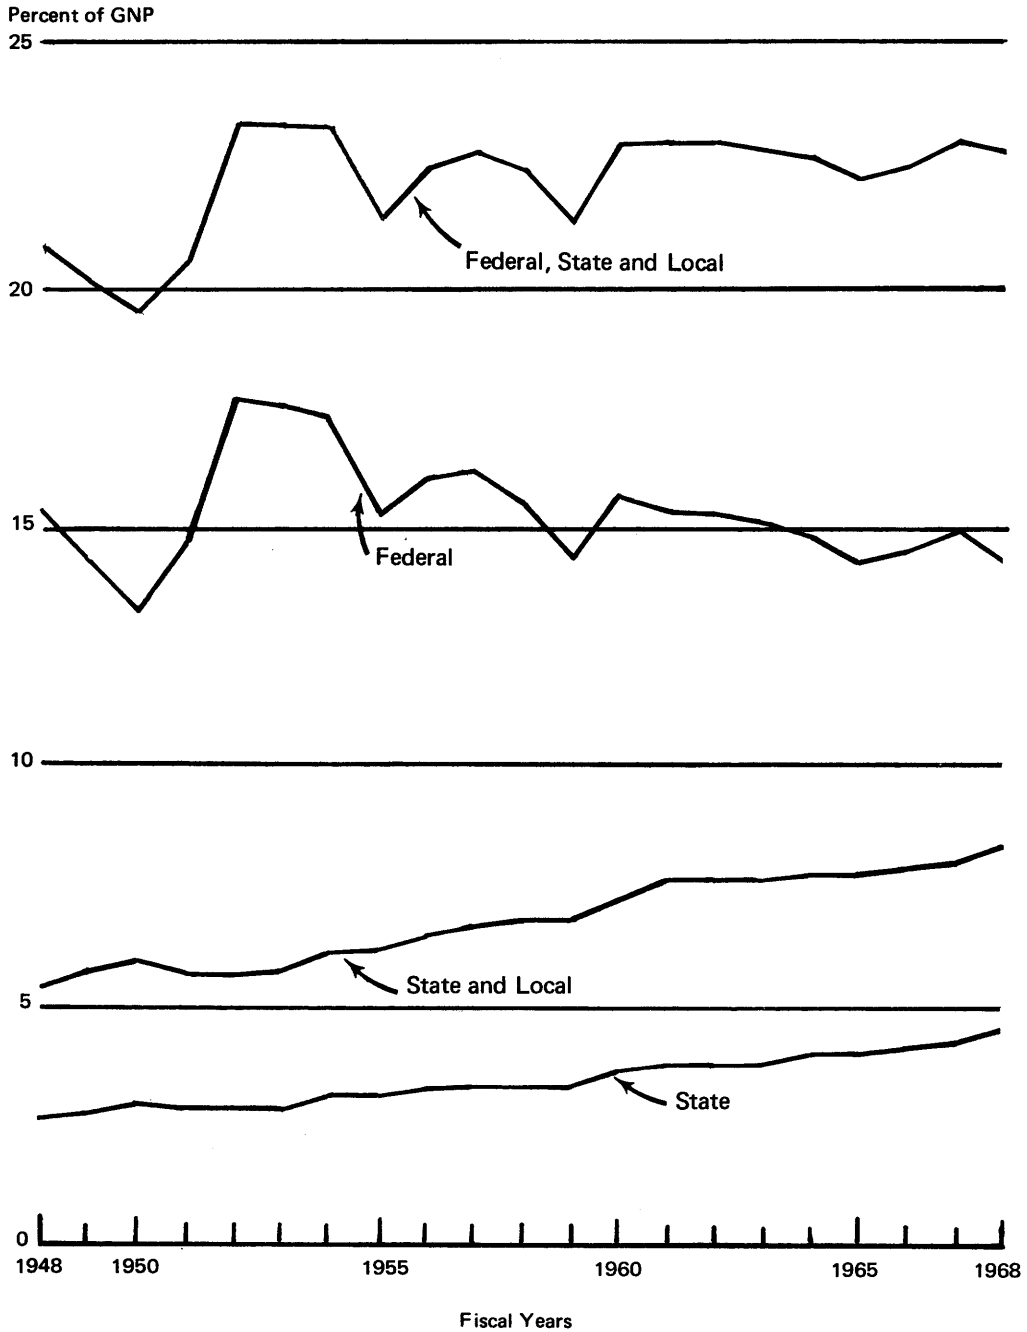 Percent of GNP
25
Federal, State and Local
20
15
Federal
10
State and Local
5
State
0
1948 1950 1955 1960 1965 1968
Fiscal Years